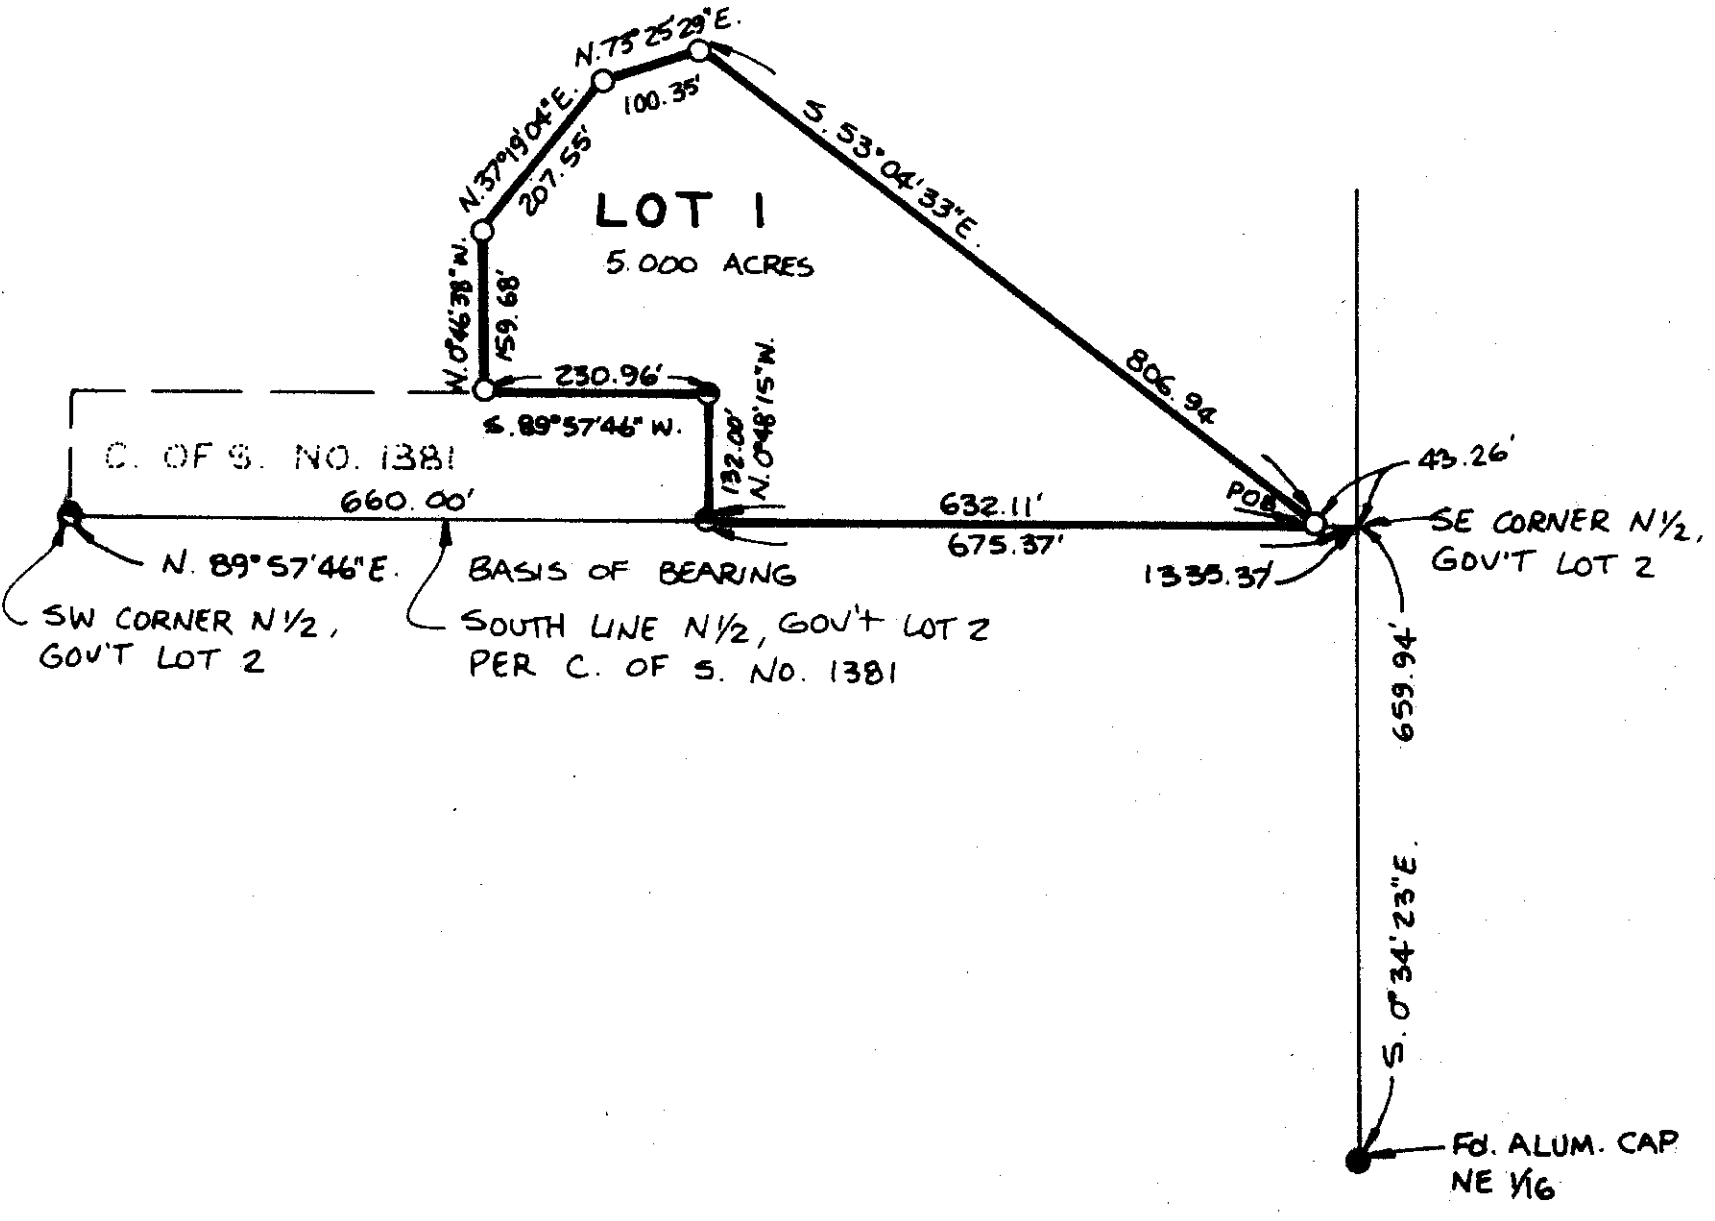 N. 73°25'29"E.
100.35'
N. 37°19'04"E.
207.55'
S. 53°04'33"E.
806.94
LOT 1
5.000 ACRES
N. 0°46'38" W.
159.68'
230.96'
S. 89°57'46" W.
132.00'
N. 0°48'15" W.
C. OF S. NO. 1381
660.00'
632.11'
675.37'
POB
43.26'
1335.37'
SE CORNER N 1/2,
GOV'T LOT 2
N. 89°57'46"E.
BASIS OF BEARING
SW CORNER N 1/2,
GOV'T LOT 2
SOUTH LINE N 1/2, GOV't LOT 2
PER C. OF S. No. 1381
659.94'
S. 0°34'23"E.
Fd. ALUM. CAP
NE 1/16